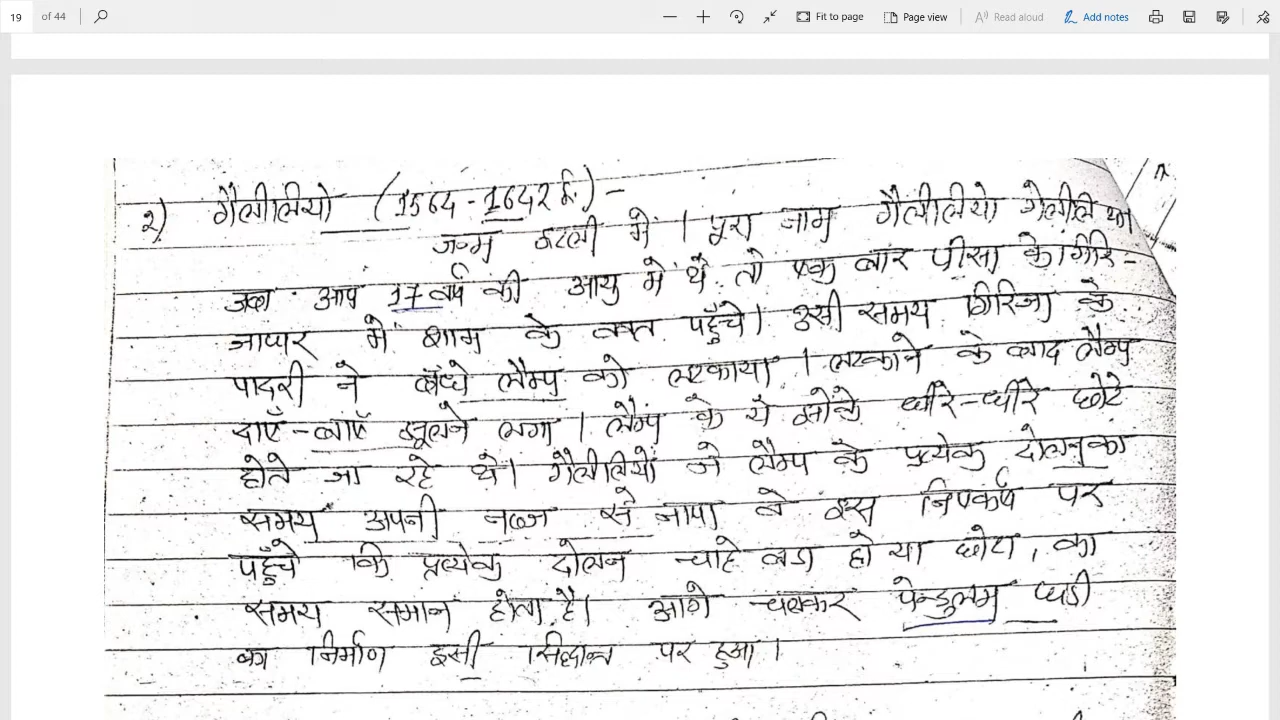 19 of 44 Fit to page Page view Read aloud Add notes
२) गैलीलियो (1564 - 1642 ई.) -
जन्म इटली में । पूरा नाम गैलीलियो गेलीलि था
जब आप 17 वर्ष की आयु में थे तो एक बार पीसा के गिरि-
जाघर में शाम के वक्त पहुँचे। उसी समय गिरिजा के
पादरी ने बँधे लैम्प को लटकाया । लटकाने के बाद लैम्प
दाएँ-बाएँ झूलने लगा । लैम्प के ये झोंके धीरे-धीरे छोटे
होते जा रहे थे। गैलीलियो ने लैम्प के प्रत्येक दोलन का
समय अपनी नब्ज से नापा वे इस निष्कर्ष पर
पहुँचे कि प्रत्येक दोलन चाहे बडा हो या छोटा, का
समय समान होता है। आगे चलकर पेन्डुलम घडी
का निर्माण इसी सिद्धान्त पर हुआ ।